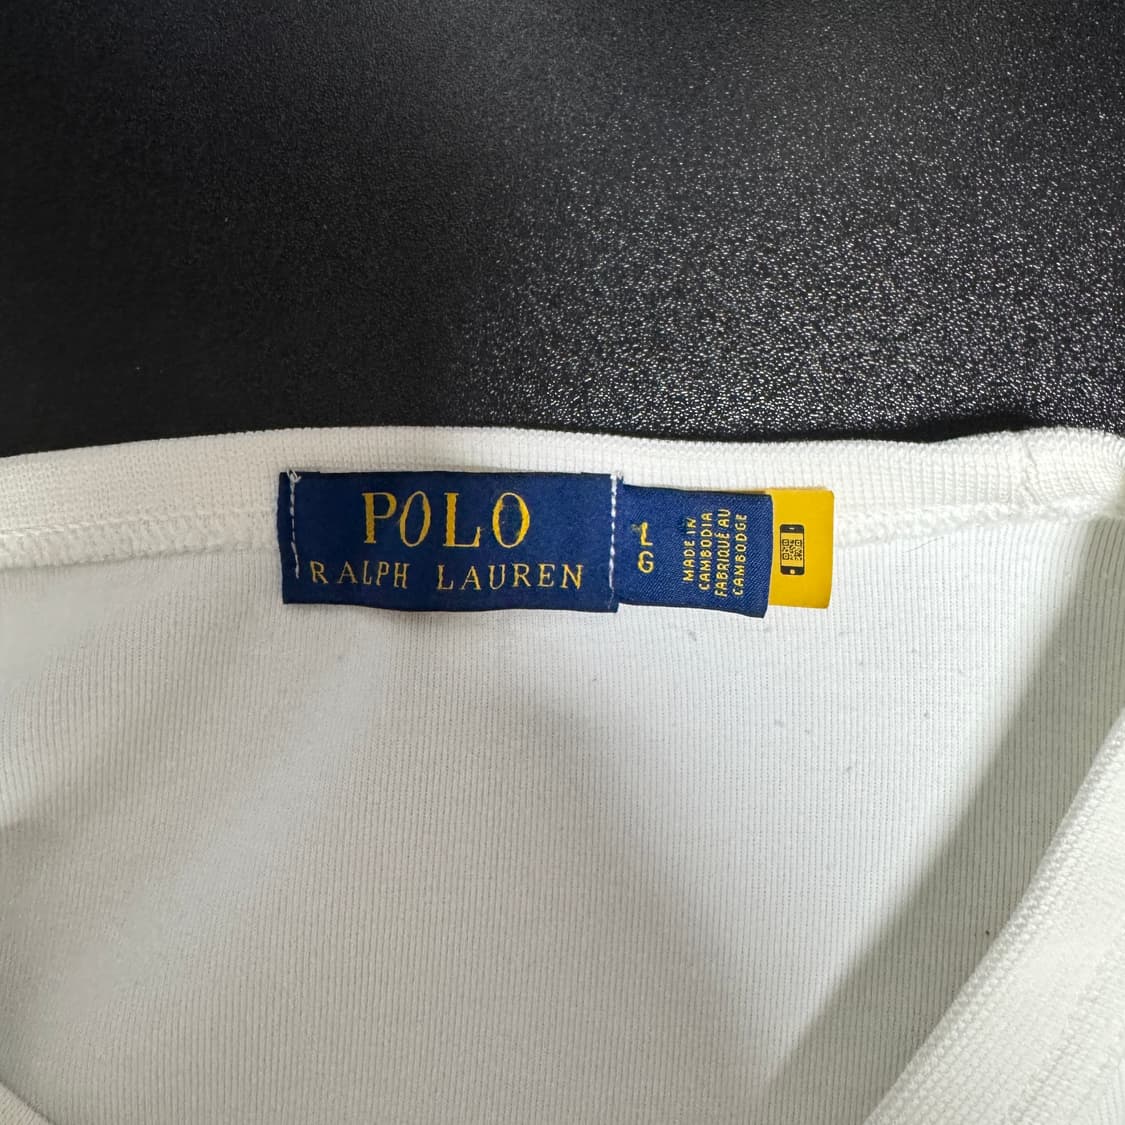 POLO
RALPH LAUREN
L
G
MADE IN
CAMBODIA
FABRIQUÉ AU
CAMBODGE